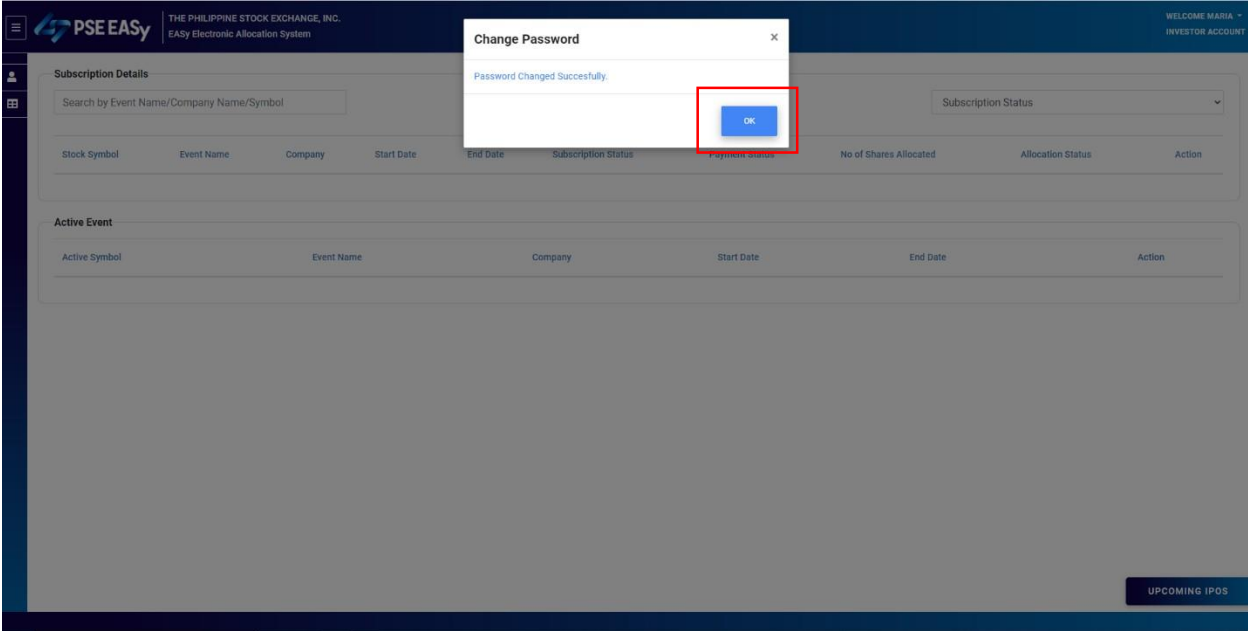 PSE EASy
THE PHILIPPINE STOCK EXCHANGE, INC.
EASy Electronic Allocation System
WELCOME MARIA
INVESTOR ACCOUNT
Change Password
×
Password Changed Succesfully.
OK
Subscription Details
Search by Event Name/Company Name/Symbol
Subscription Status
Stock Symbol Event Name Company Start Date End Date Subscription Status Payment Status No of Shares Allocated Allocation Status Action
Active Event
Active Symbol Event Name Company Start Date End Date Action
UPCOMING IPOS